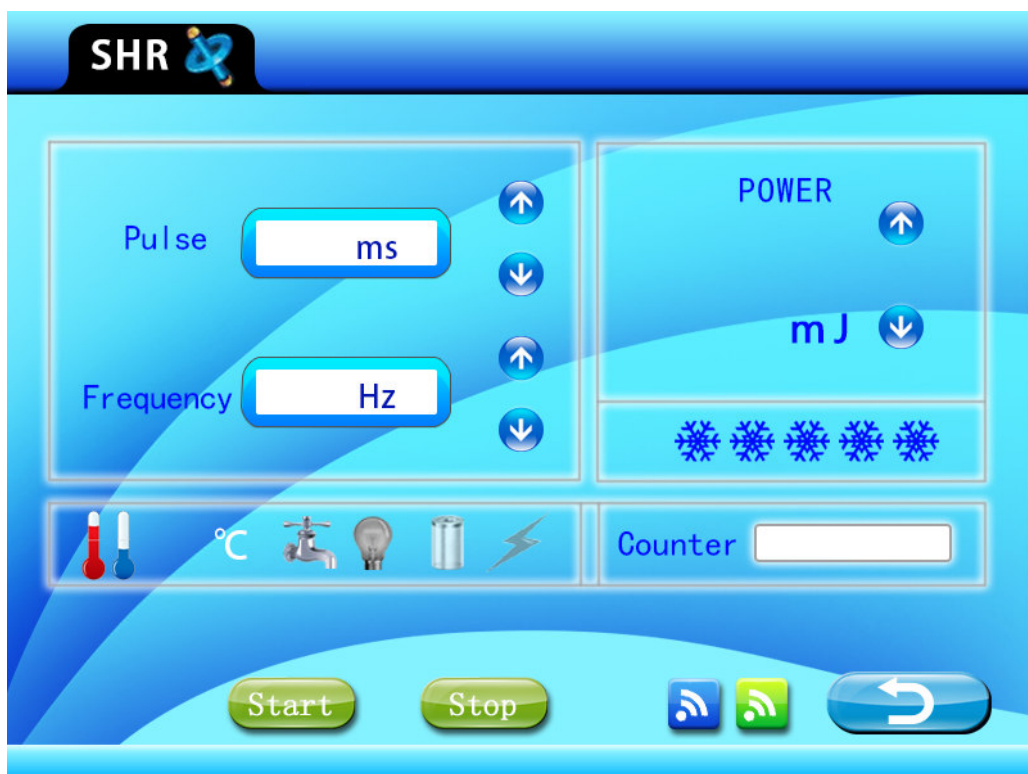 SHR
POWER
Pulse ms
mJ
Frequency Hz
℃
Counter
Start Stop